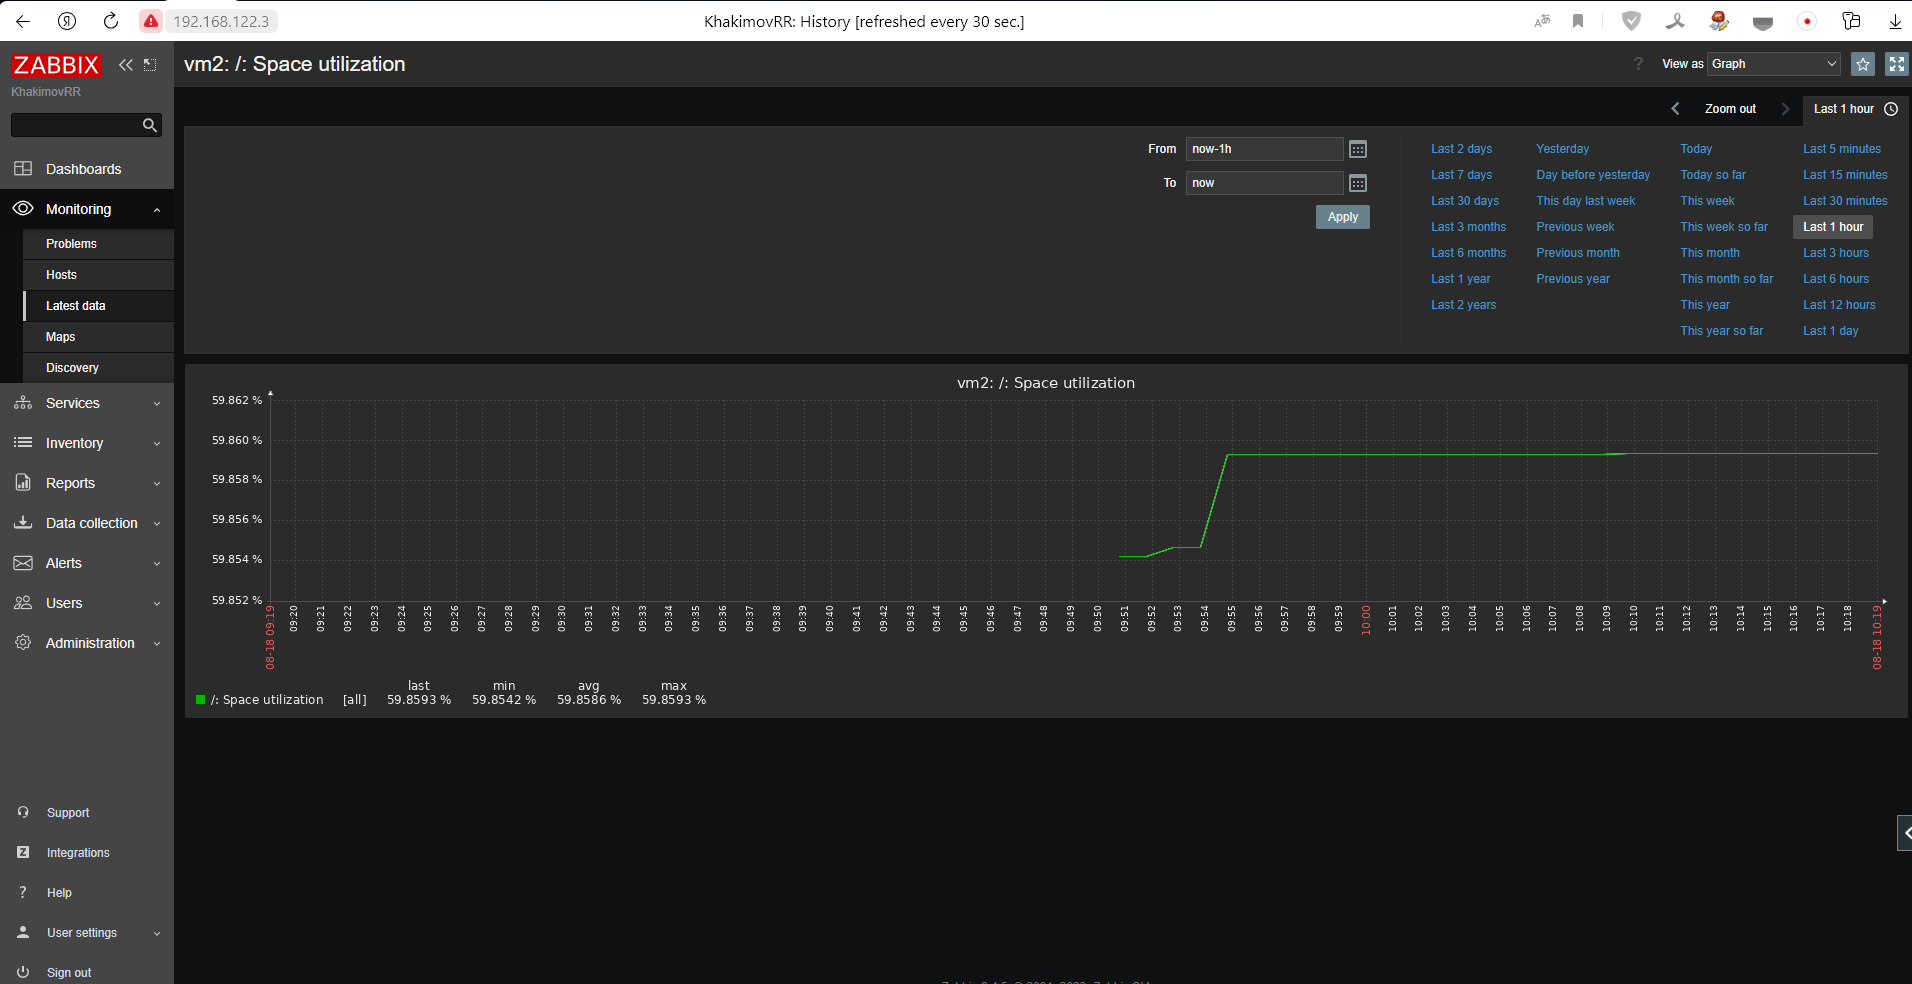 192.168.122.3
KhakimovRR: History [refreshed every 30 sec.]
ZABBIX
KhakimovRR
vm2: /: Space utilization
? View as Graph
Zoom out Last 1 hour
From now-1h
To now
Apply
Last 2 days Yesterday Today Last 5 minutes
Last 7 days Day before yesterday Today so far Last 15 minutes
Last 30 days This day last week This week Last 30 minutes
Last 3 months Previous week This week so far Last 1 hour
Last 6 months Previous month This month Last 3 hours
Last 1 year Previous year This month so far Last 6 hours
Last 2 years This year Last 12 hours
This year so far Last 1 day
Dashboards
Monitoring
Problems
Hosts
Latest data
Maps
Discovery
Services
Inventory
Reports
Data collection
Alerts
Users
Administration
Support
Integrations
Help
User settings
Sign out
vm2: /: Space utilization
59.862 %
59.860 %
59.858 %
59.856 %
59.854 %
59.852 %
08-18 09:19 09:20 09:21 09:22 09:23 09:24 09:25 09:26 09:27 09:28 09:29 09:30 09:31 09:32 09:33 09:34 09:35 09:36 09:37 09:38 09:39 09:40 09:41 09:42 09:43 09:44 09:45 09:46 09:47 09:48 09:49 09:50 09:51 09:52 09:53 09:54 09:55 09:56 09:57 09:58 09:59 10:00 10:01 10:02 10:03 10:04 10:05 10:06 10:07 10:08 10:09 10:10 10:11 10:12 10:13 10:14 10:15 10:16 10:17 10:18 08-18 10:19
last min avg max
/: Space utilization [all] 59.8593 % 59.8542 % 59.8586 % 59.8593 %